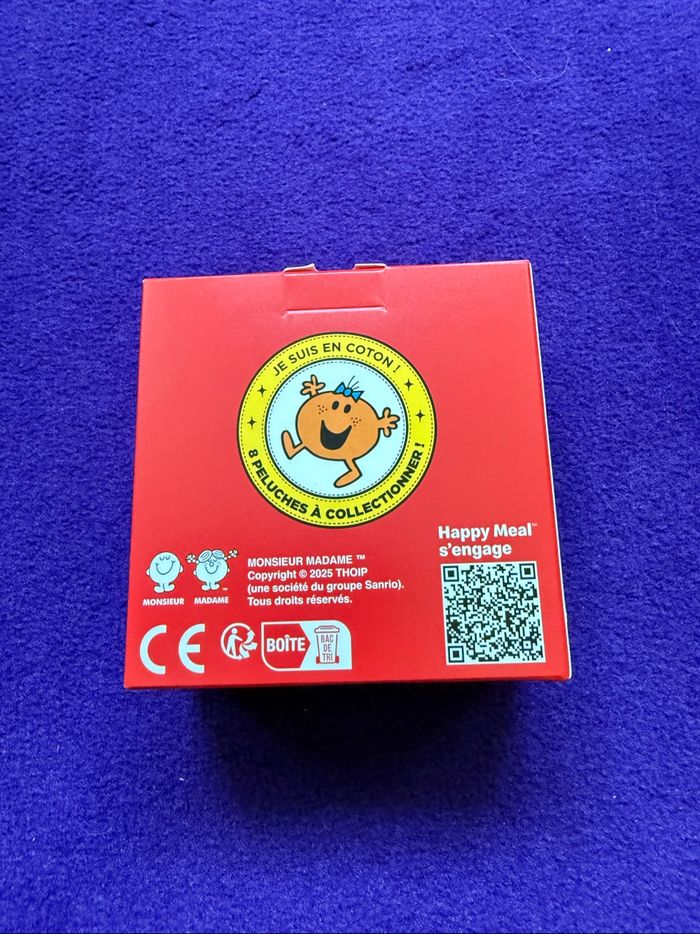 JE SUIS EN COTON !
8 PELUCHES À COLLECTIONNER !
Happy Meal™
s'engage
MONSIEUR MADAME ™
Copyright © 2025 THOIP
(une société du groupe Sanrio).
Tous droits réservés.
MONSIEUR MADAME ™
CE
BOÎTE
BAC
DE
TRI